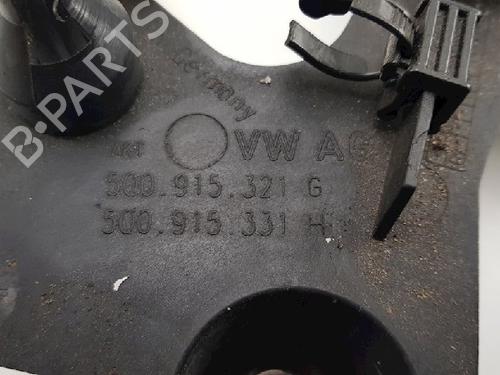 B-PARTS
Germany
VW AG
5Q0.915.321 G
5Q0.915.331 H